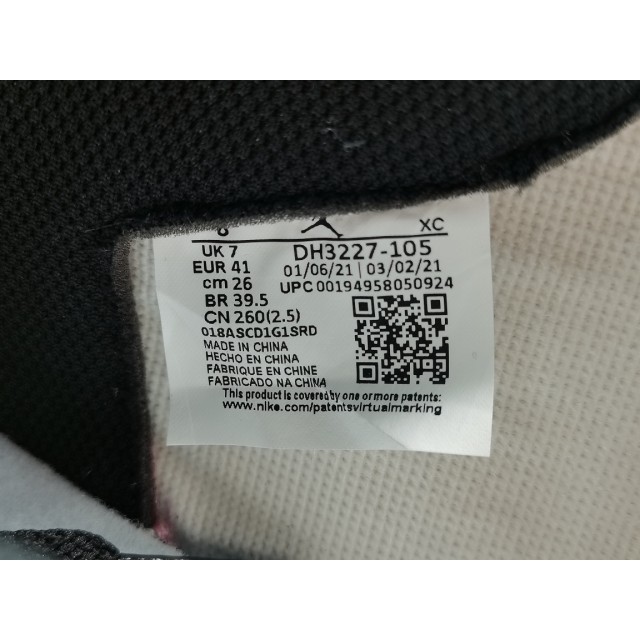 8 XC
UK 7 DH3227-105
EUR 41 01/06/21 | 03/02/21
cm 26 UPC 00194958050924
BR 39.5
CN 260(2.5)
018ASCD1G1SRD
MADE IN CHINA
HECHO EN CHINA
FABRIQUE EN CHINE
FABRICADO NA CHINA
This product is covered by one or more patents:
www.nike.com/patentsvirtualmarking